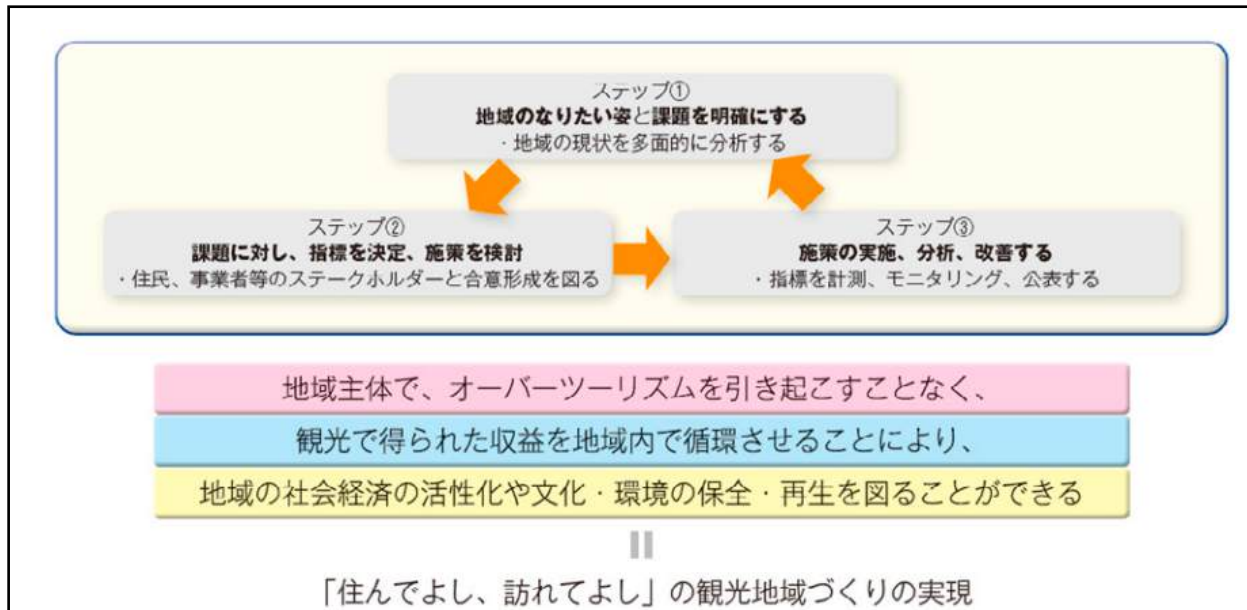 ステップ①
地域のなりたい姿と課題を明確にする
・地域の現状を多面的に分析する
ステップ②
課題に対し、指標を決定、施策を検討
・住民、事業者等のステークホルダーと合意形成を図る
ステップ③
施策の実施、分析、改善する
・指標を計測、モニタリング、公表する
地域主体で、オーバーツーリズムを引き起こすことなく、
観光で得られた収益を地域内で循環させることにより、
地域の社会経済の活性化や文化・環境の保全・再生を図ることができる
「住んでよし、訪れてよし」の観光地域づくりの実現